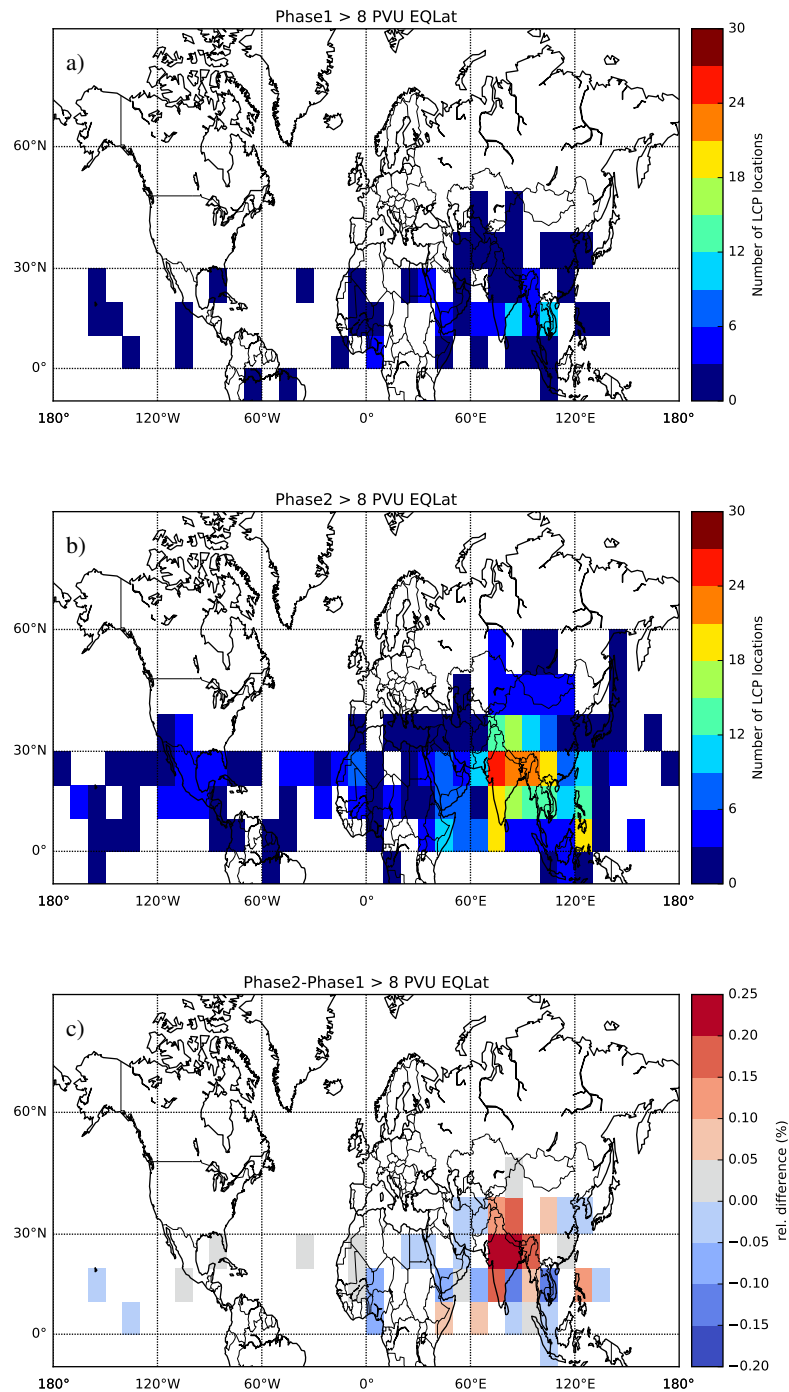 Phase1 > 8 PVU EQLat
a)
60°N
30°N
0°
180° 120°W 60°W 0° 60°E 120°E 180°
30
24
18
12
6
0
Number of LCP locations
Phase2 > 8 PVU EQLat
b)
60°N
30°N
0°
180° 120°W 60°W 0° 60°E 120°E 180°
30
24
18
12
6
0
Number of LCP locations
Phase2-Phase1 > 8 PVU EQLat
c)
60°N
30°N
0°
180° 120°W 60°W 0° 60°E 120°E 180°
0.25
0.20
0.15
0.10
0.05
0.00
−0.05
−0.10
−0.15
−0.20
rel. difference (%)